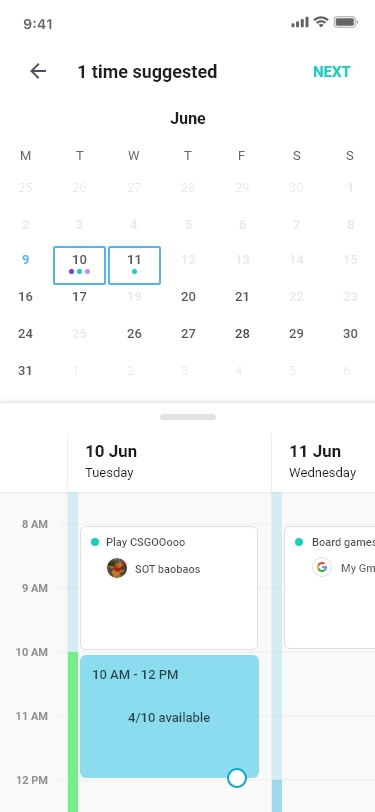 9:41
1 time suggested NEXT
June
M T W T F S S
25 26 27 28 29 30 1
2 3 4 5 6 7 8
9 10 11 12 13 14 15
16 17 19 20 21 22 23
24 25 26 27 28 29 30
31 1 2 3 4 5 6
10 Jun 11 Jun
Tuesday Wednesday
8 AM
Play CSGOOooo Board games
SOT baobaos My Gm
9 AM
10 AM
10 AM - 12 PM
4/10 available
11 AM
12 PM